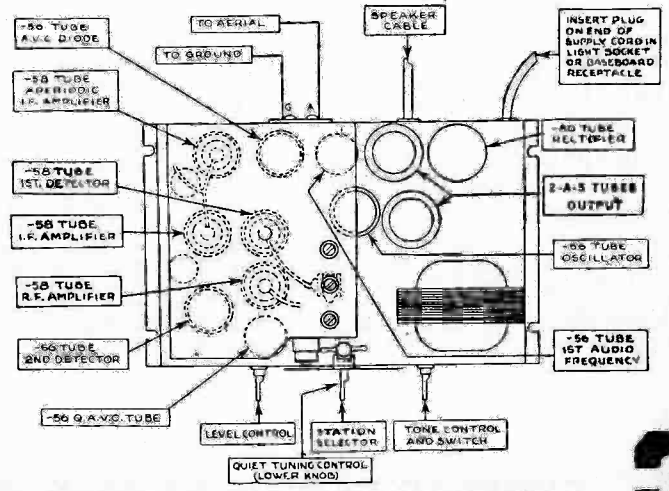 -56 TUBE
A.V.C. DIODE
TO AERIAL
TO GROUND
SPEAKER
CABLE
INSERT PLUG
ON END OF
SUPPLY CORD IN
LIGHT SOCKET
OR BASEBOARD
RECEPTACLE
-58 TUBE
APERIODIC
I.F. AMPLIFIER
G A
-80 TUBE
RECTIFIER
-58 TUBE
1ST. DETECTOR
2-A-5 TUBES
OUTPUT
-58 TUBE
I.F. AMPLIFIER
-56 TUBE
OSCILLATOR
-58 TUBE
R.F. AMPLIFIER
-56 TUBE
2ND DETECTOR
-56 TUBE
1ST AUDIO
FREQUENCY
-56 Q.A.V.C. TUBE
LEVEL CONTROL
STATION
SELECTOR
TONE CONTROL
AND SWITCH
QUIET TUNING CONTROL
(LOWER KNOB)